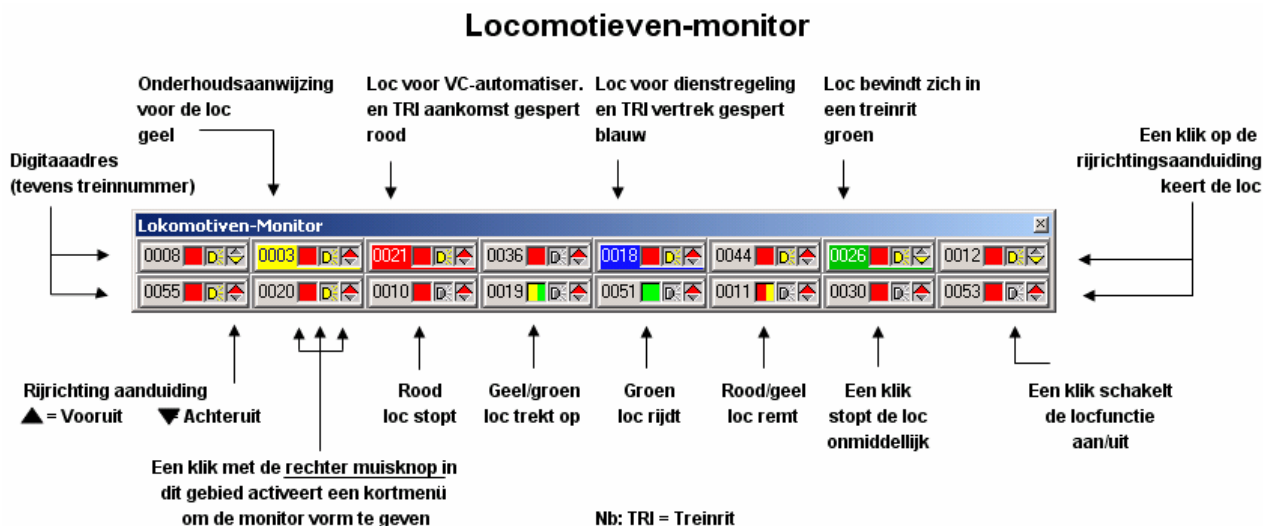 Locomotieven-monitor
Onderhoudsaanwijzing
voor de loc
geel
Loc voor VC-automatiser.
en TRI aankomst gespert
rood
Loc voor dienstregeling
en TRI vertrek gespert
blauw
Loc bevindt zich in
een treinrit
groen
Een klik op de
rijrichtingsaanduiding
keert de loc
Digitaaadres
(tevens treinnummer)
Lokomotiven-Monitor
0008 D 0003 D 0021 D 0036 D 0018 D 0044 D 0026 D 0012 D
0055 D 0020 D 0010 D 0019 D 0051 D 0011 D 0030 D 0053 D
Rijrichting aanduiding
▲ = Vooruit ▼ Achteruit
Rood
loc stopt
Geel/groen
loc trekt op
Groen
loc rijdt
Rood/geel
loc remt
Een klik
stopt de loc
onmiddellijk
Een klik schakelt
de locfunctie
aan/uit
Een klik met de rechter muisknop in
dit gebied activeert een kortmenü
om de monitor vorm te geven
Nb: TRI = Treinrit